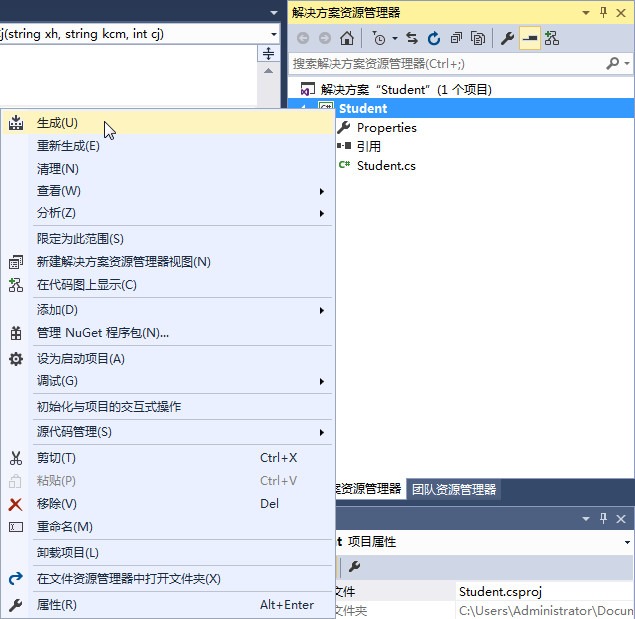 解决方案资源管理器
j(string xh, string kcm, int cj)
搜索解决方案资源管理器(Ctrl+;)
解决方案 “Student” (1 个项目)
C# Student
Properties
引用
C# Student.cs
生成(U)
重新生成(E)
清理(N)
查看(W)
分析(Z)
限定为此范围(S)
新建解决方案资源管理器视图(N)
在代码图上显示(C)
添加(D)
管理 NuGet 程序包(N)...
设为启动项目(A)
调试(G)
初始化与项目的交互式操作
源代码管理(S)
剪切(T) Ctrl+X
粘贴(P) Ctrl+V
移除(V) Del
重命名(M)
卸载项目(L)
在文件资源管理器中打开文件夹(X)
属性(R) Alt+Enter
案资源管理器 团队资源管理器
t 项目属性
文件 Student.csproj
文件夹 C:\Users\Administrator\Docun